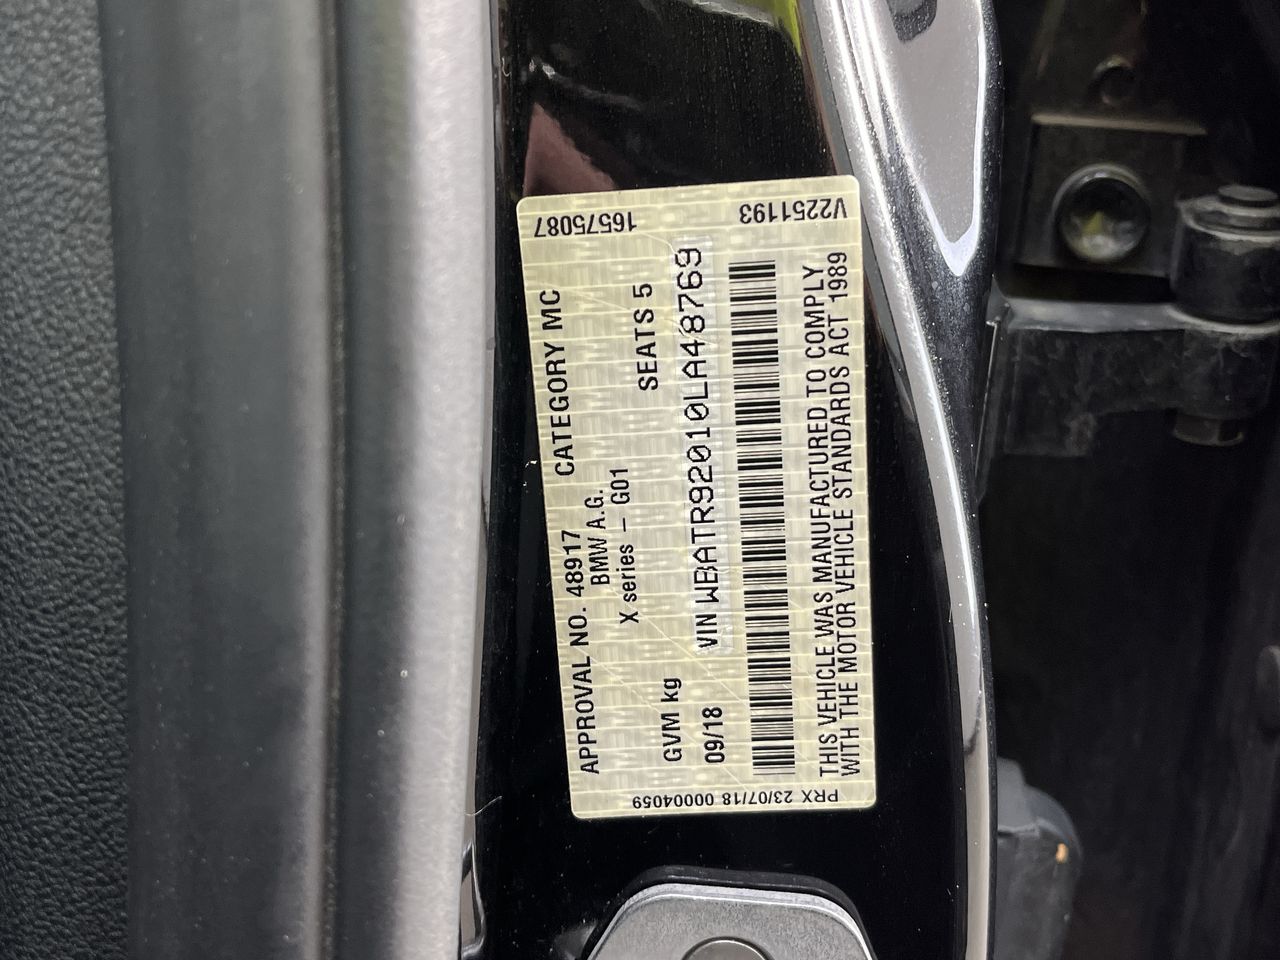 APPROVAL NO. 48917 CATEGORY MC
BMW A.G.
X series - G01
GVM kg SEATS 5
09/18 VIN WBATR92010LA48769
THIS VEHICLE WAS MANUFACTURED TO COMPLY
WITH THE MOTOR VEHICLE STANDARDS ACT 1989
16575087
V2251193
PRX 23/07/18 00004059